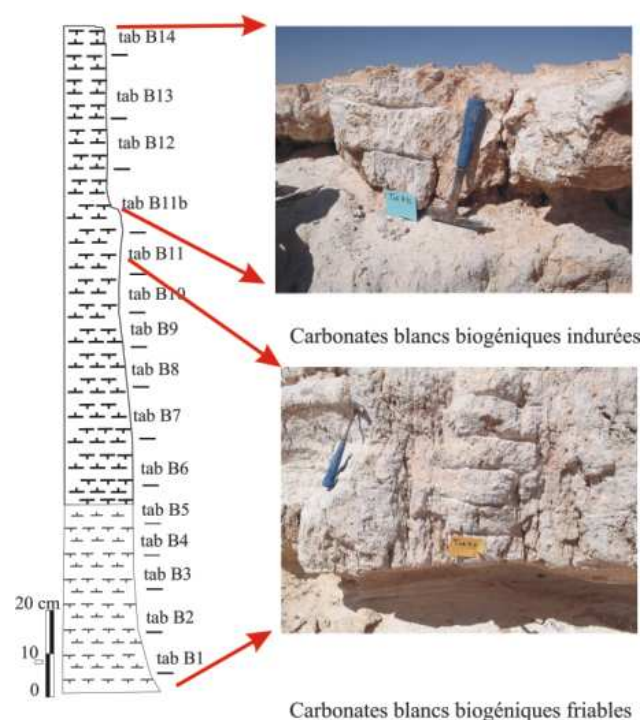 tab B14
tab B13
tab B12
tab B11b
tab B11
tab B10
tab B9
tab B8
tab B7
tab B6
tab B5
tab B4
tab B3
tab B2
tab B1
20 cm
10
0
Carbonates blancs biogéniques indurées
Carbonates blancs biogéniques friables